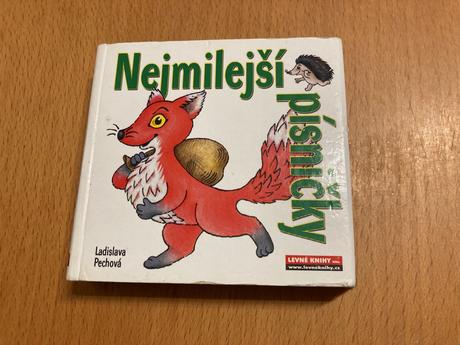 Nejmilejší
písničky
Ladislava
Pechová
LEVNÉ KNIHY
www.levneknihy.cz